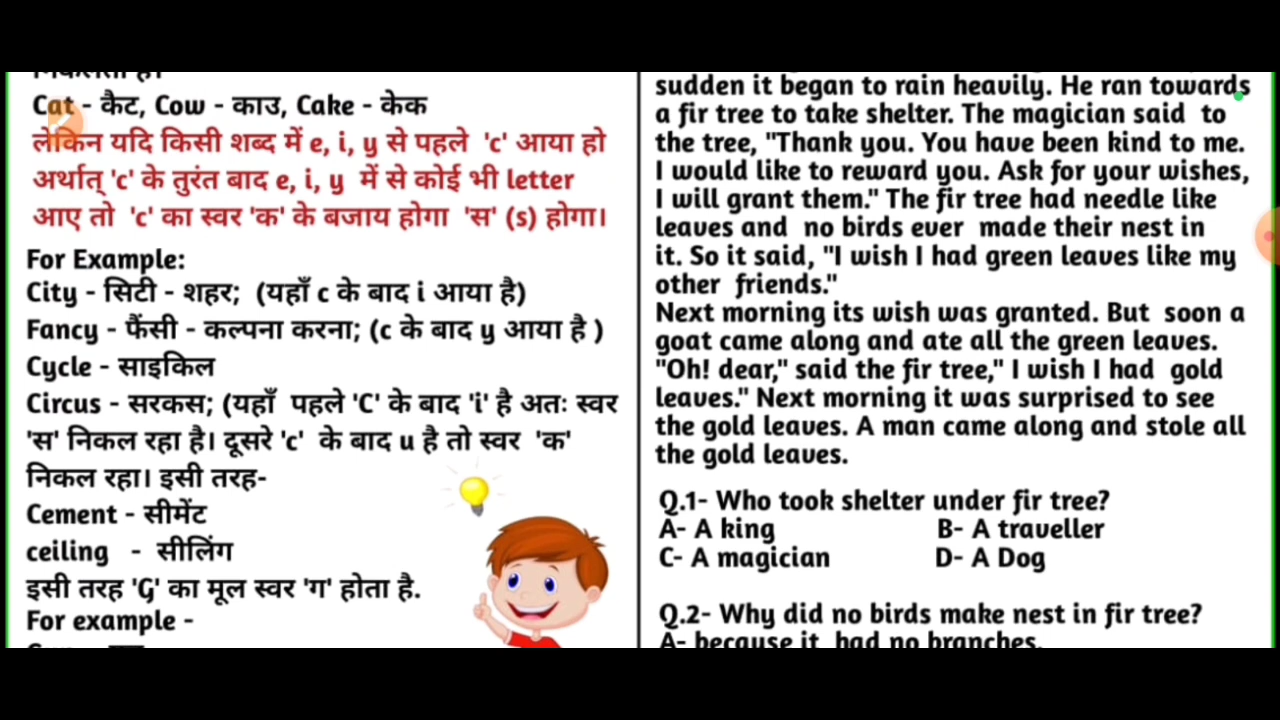 निकलता है।
Cat - कैट, Cow - काउ, Cake - केक
लेकिन यदि किसी शब्द में e, i, y से पहले 'c' आया हो
अर्थात् 'c' के तुरंत बाद e, i, y में से कोई भी letter
आए तो 'c' का स्वर 'क' के बजाय होगा 'स' (s) होगा।
For Example:
City - सिटी - शहर; (यहाँ c के बाद i आया है)
Fancy - फैंसी - कल्पना करना; (c के बाद y आया है )
Cycle - साइकिल
Circus - सरकस; (यहाँ पहले 'C' के बाद 'i' है अतः स्वर
'स' निकल रहा है। दूसरे 'c' के बाद u है तो स्वर 'क'
निकल रहा। इसी तरह-
Cement - सीमेंट
ceiling - सीलिंग
इसी तरह 'G' का मूल स्वर 'ग' होता है.
For example -
sudden it began to rain heavily. He ran towards
a fir tree to take shelter. The magician said to
the tree, "Thank you. You have been kind to me.
I would like to reward you. Ask for your wishes,
I will grant them." The fir tree had needle like
leaves and no birds ever made their nest in
it. So it said, "I wish I had green leaves like my
other friends."
Next morning its wish was granted. But soon a
goat came along and ate all the green leaves.
"Oh! dear," said the fir tree," I wish I had gold
leaves." Next morning it was surprised to see
the gold leaves. A man came along and stole all
the gold leaves.
Q.1- Who took shelter under fir tree?
A- A king B- A traveller
C- A magician D- A Dog
Q.2- Why did no birds make nest in fir tree?
A- because it had no branches.